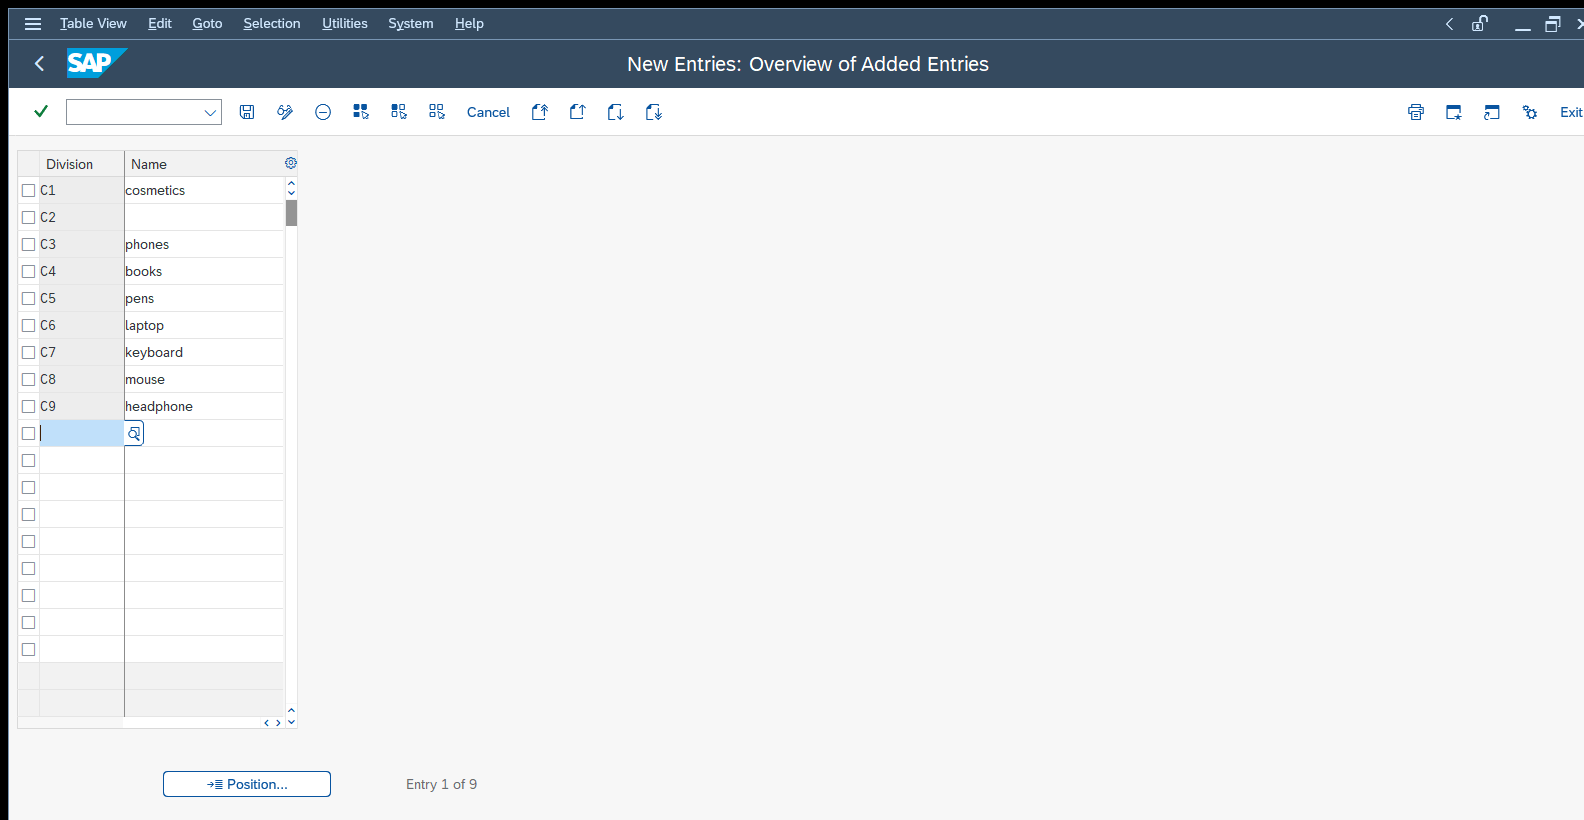 Table View Edit Goto Selection Utilities System Help
SAP New Entries: Overview of Added Entries
Cancel Exit
Division Name
C1 cosmetics
C2
C3 phones
C4 books
C5 pens
C6 laptop
C7 keyboard
C8 mouse
C9 headphone
Position... Entry 1 of 9